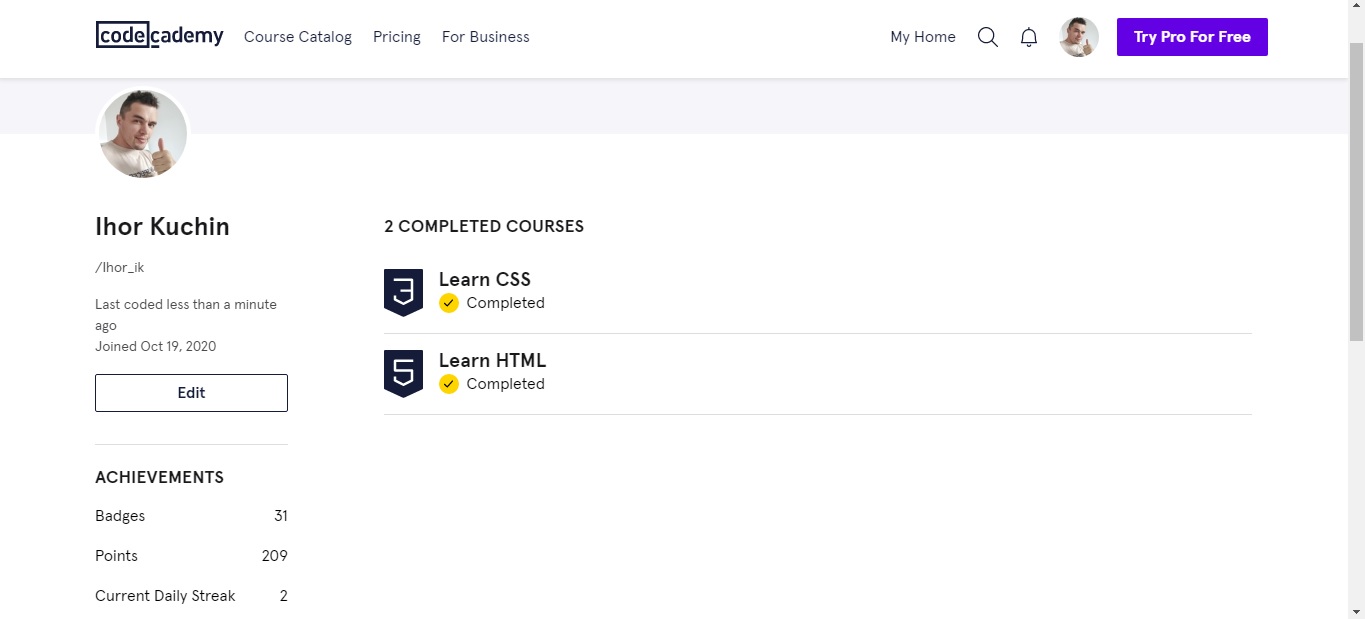 codecademy Course Catalog Pricing For Business My Home Try Pro For Free
Ihor Kuchin
/Ihor_ik
Last coded less than a minute
ago
Joined Oct 19, 2020
Edit
ACHIEVEMENTS
Badges 31
Points 209
Current Daily Streak 2
2 COMPLETED COURSES
3 Learn CSS
Completed
5 Learn HTML
Completed